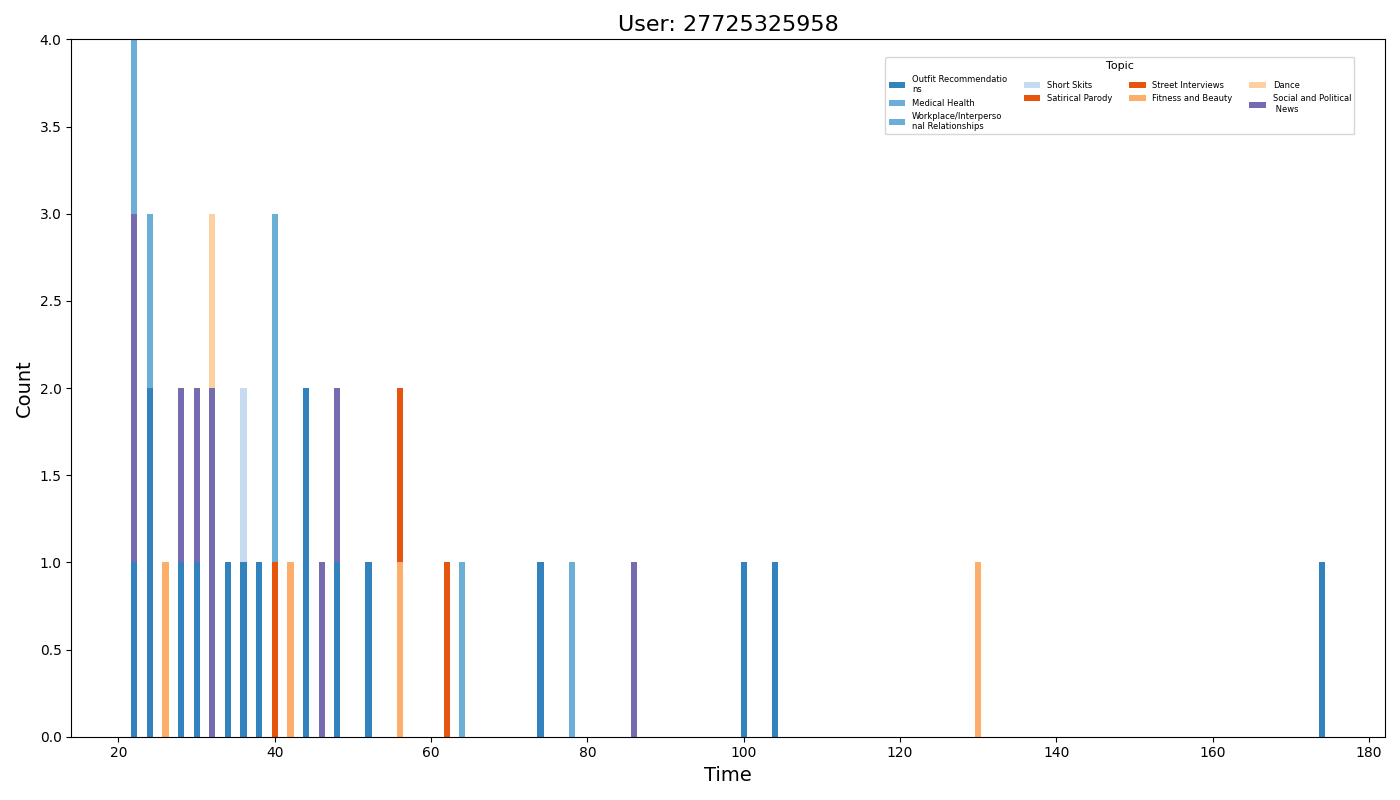 User: 27725325958
4.0
3.5
3.0
2.5
2.0
1.5
1.0
0.5
0.0
Count
Topic
Outfit Recommendatio
ns
Medical Health
Workplace/Interperso
nal Relationships
Short Skits
Satirical Parody
Street Interviews
Fitness and Beauty
Dance
Social and Political
News
20 40 60 80 100 120 140 160 180
Time